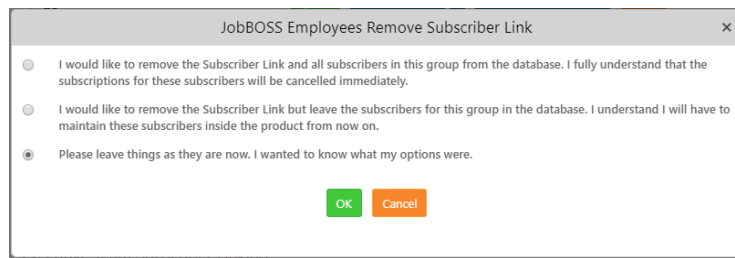 JobBOSS Employees Remove Subscriber Link
×
I would like to remove the Subscriber Link and all subscribers in this group from the database. I fully understand that the
subscriptions for these subscribers will be cancelled immediately.
I would like to remove the Subscriber Link but leave the subscribers for this group in the database. I understand I will have to
maintain these subscribers inside the product from now on.
Please leave things as they are now. I wanted to know what my options were.
OK Cancel